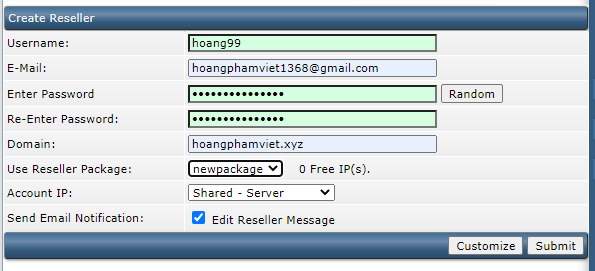 Create Reseller
Username: hoang99
E-Mail: hoangphamviet1368@gmail.com
Enter Password ••••••••••••••• Random
Re-Enter Password: •••••••••••••••
Domain: hoangphamviet.xyz
Use Reseller Package: newpackage 0 Free IP(s).
Account IP: Shared - Server
Send Email Notification: Edit Reseller Message
Customize Submit